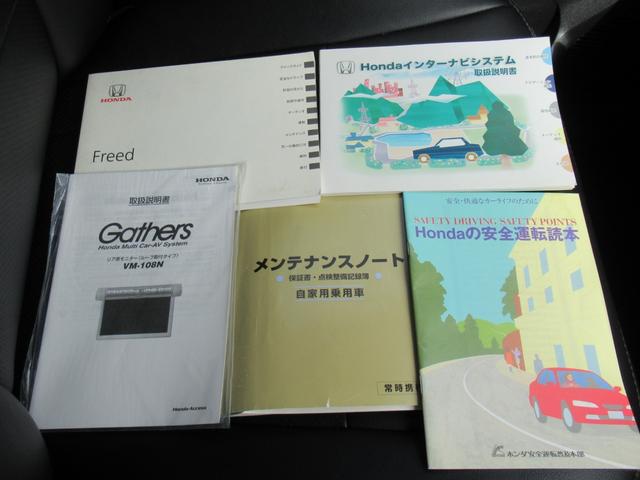 HONDA
Freed
Hondaインターナビシステム
取扱説明書
HONDA
取扱説明書
Gathers
Honda Multi Car-AV System
リア席モニター(ルーフ取付タイプ)
VM-108N
Honda Access
メンテナンスノート
保証書・点検整備記録簿
自家用乗用車
常時携
安全・快適なカーライフのために
SAFETY DRIVING SAFETY POINTS
Hondaの安全運転読本
ホンダ安全運転普及本部